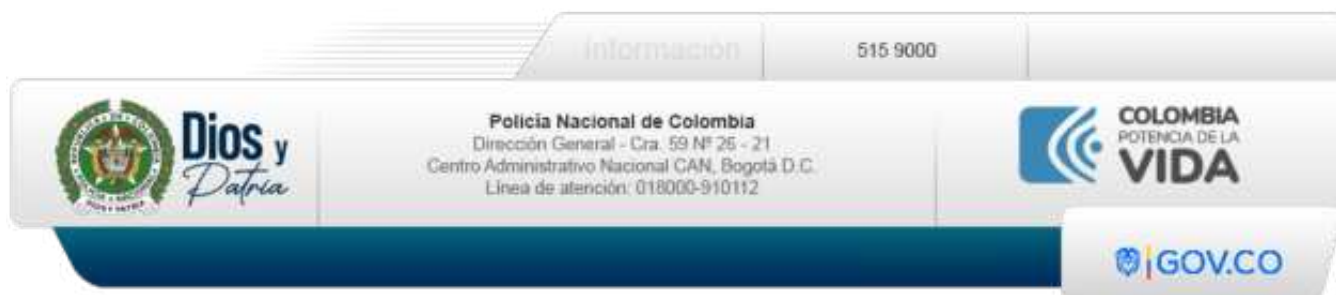 Información
515 9000
Dios y
Patria
Policía Nacional de Colombia
Dirección General - Cra. 59 Nº 26 - 21
Centro Administrativo Nacional CAN, Bogotá D.C.
Línea de atención: 018000-910112
COLOMBIA
POTENCIA DE LA
VIDA
GOV.CO